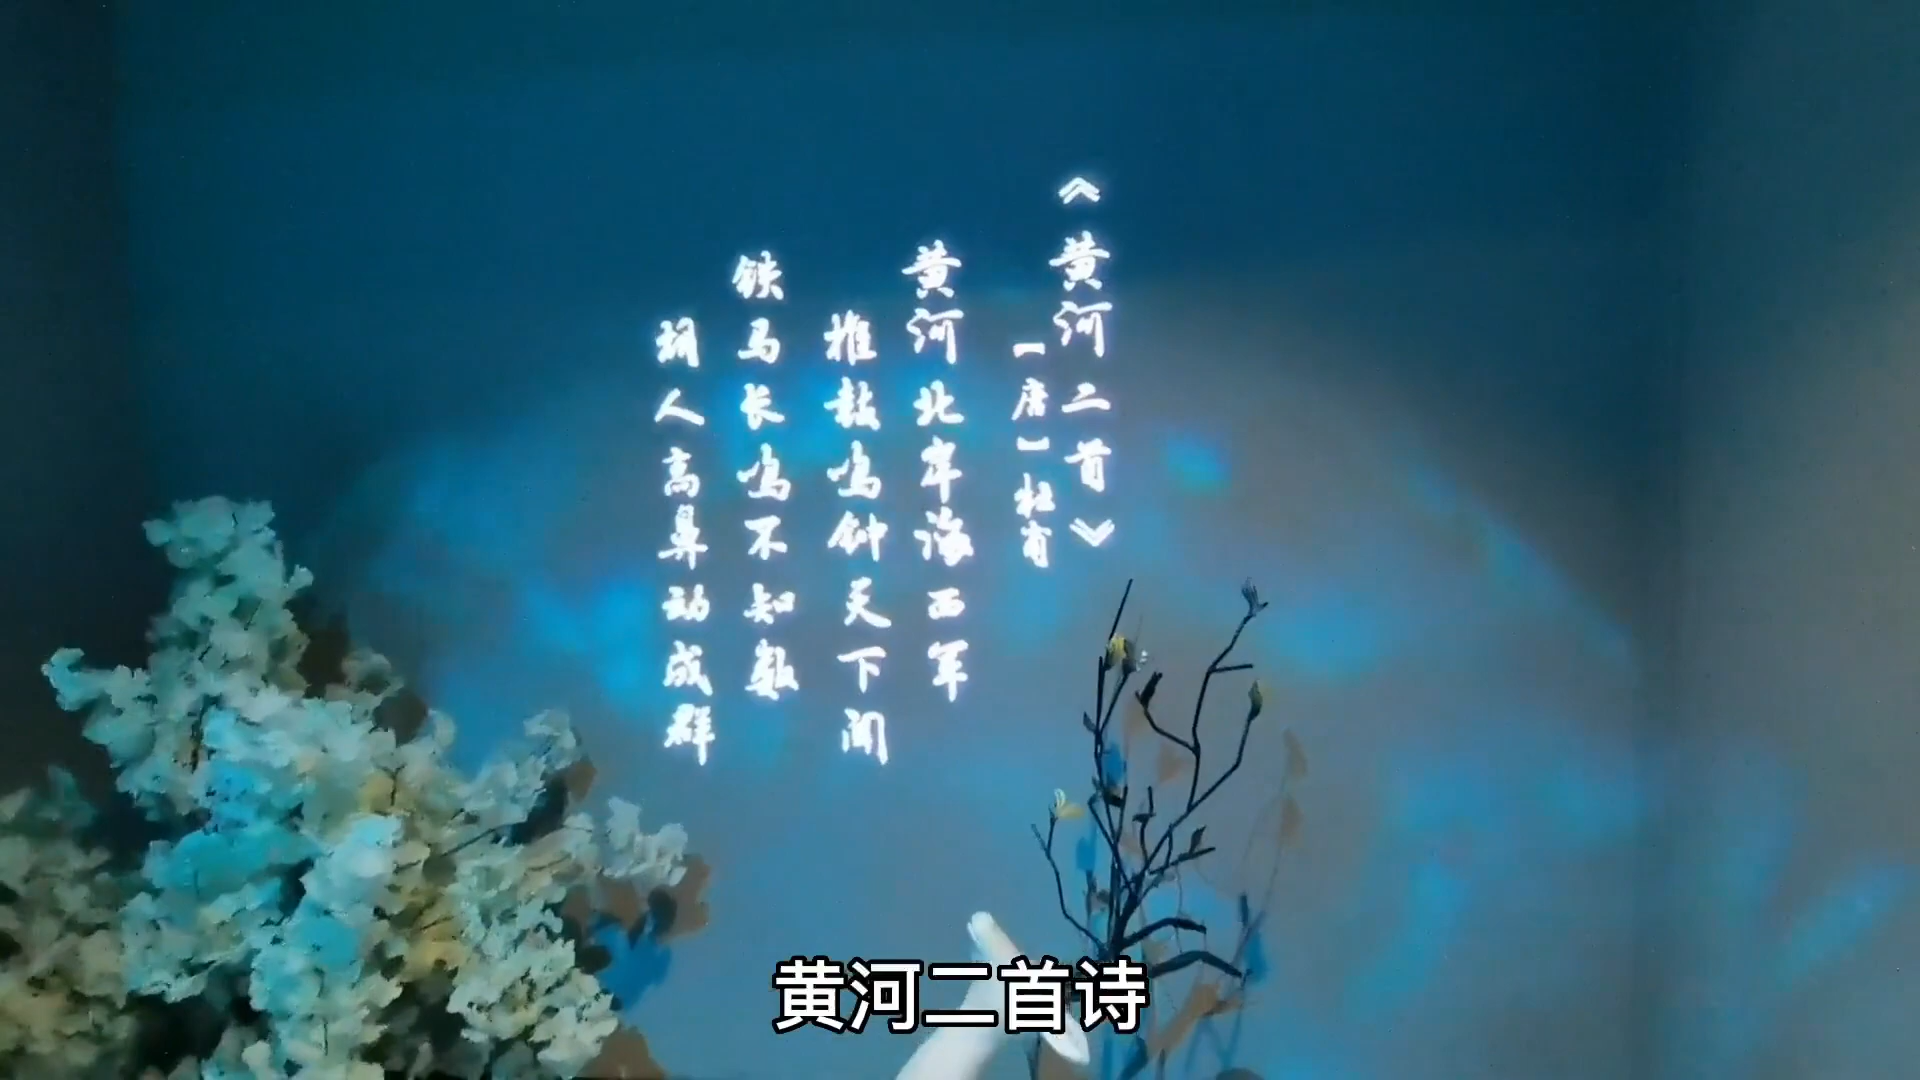 《黄河二首》
【唐】杜甫
黄河北岸海西军
椎鼓鸣钟天下闻
铁马长鸣不知数
胡人高鼻动成群
黄河二首诗